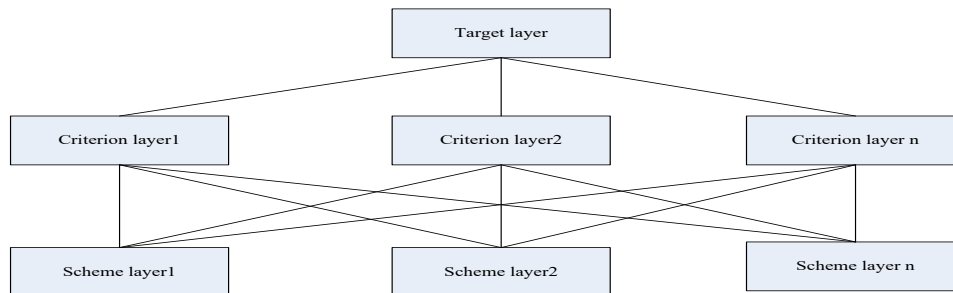 Target layer
Criterion layer1
Criterion layer2
Criterion layer n
Scheme layer1
Scheme layer2
Scheme layer n